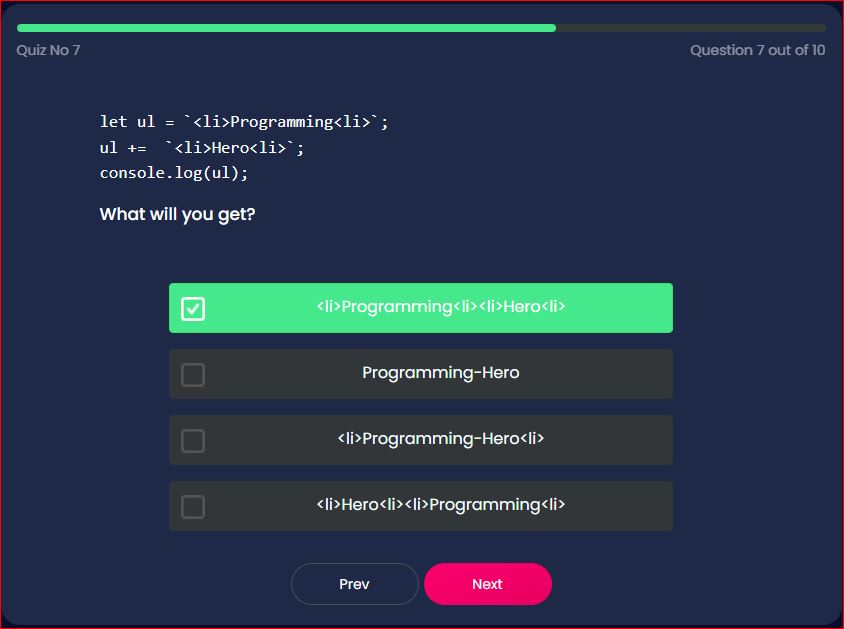 Quiz No 7
Question 7 out of 10
let ul = `<li>Programming<li>`;
ul +=  `<li>Hero<li>`;
console.log(ul);
What will you get?
<li>Programming<li><li>Hero<li>
Programming-Hero
<li>Programming-Hero<li>
<li>Hero<li><li>Programming<li>
Prev
Next